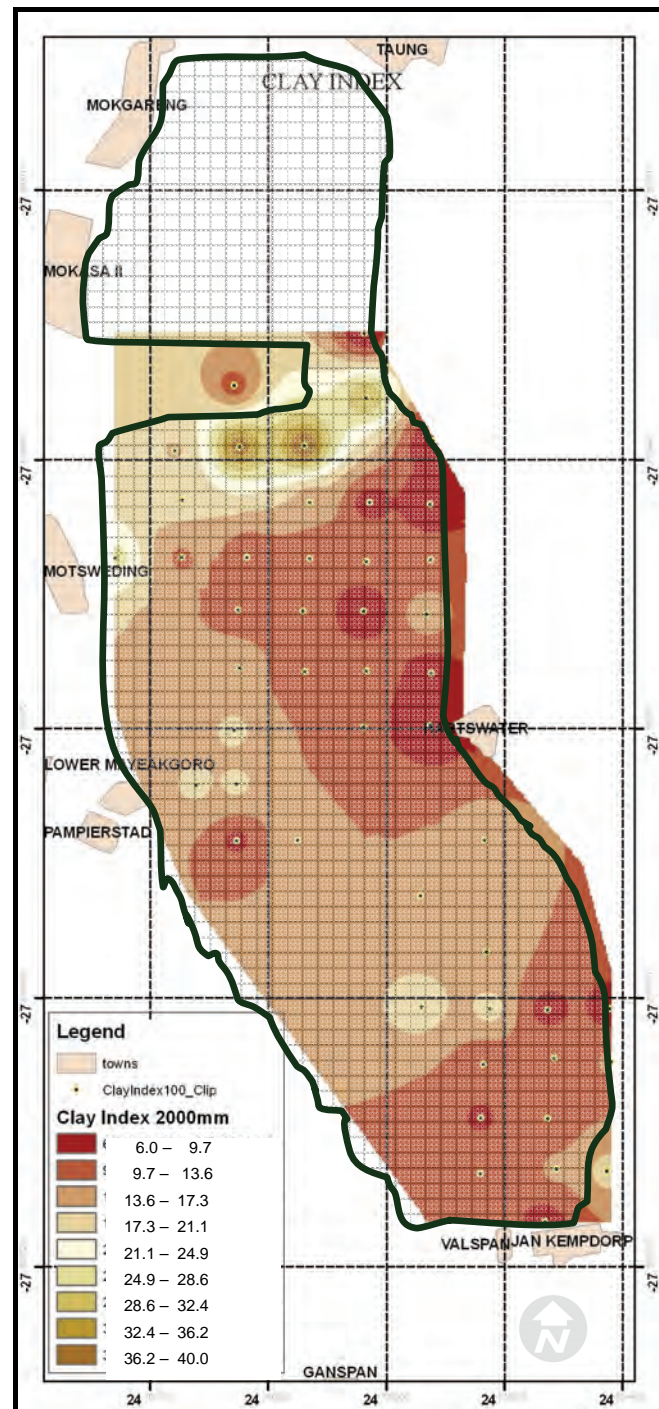 TAUNG
CLAY INDEX
MOKGARENG
MOKASA II
MOTSWEDING
HARTSWATER
LOWER MAYEAKGORO
PAMPIERSTAD
Legend
towns
ClayIndex100_Clip
Clay Index 2000mm
6.0 – 9.7
9.7 – 13.6
13.6 – 17.3
17.3 – 21.1
21.1 – 24.9
24.9 – 28.6
28.6 – 32.4
32.4 – 36.2
36.2 – 40.0
VALSPAN JAN KEMPDORP
N
GANSPAN
-27 -27
-27 -27
-27 -27
-27 -27
-27 -27
24 24 24 24 24